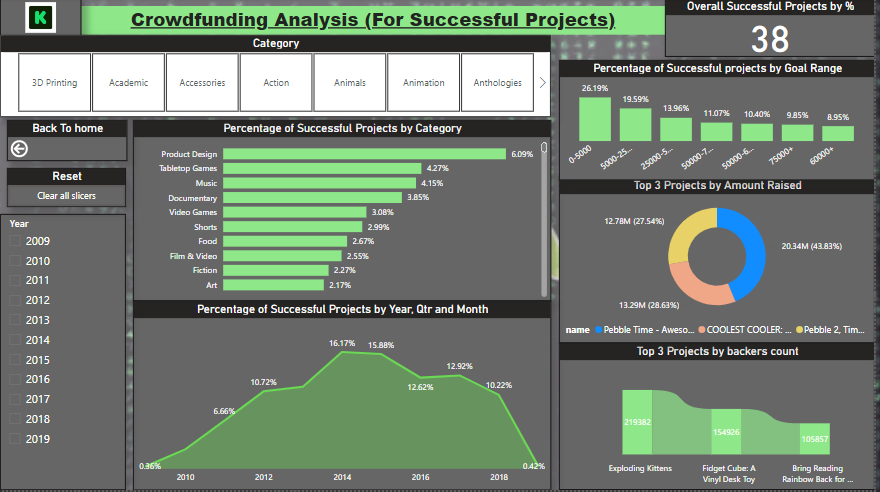 K
Crowdfunding Analysis (For Successful Projects)
Overall Successful Projects by %
38
Category
3D Printing
Academic
Accessories
Action
Animals
Animation
Anthologies
Back To home
Reset
Clear all slicers
Year
2009
2010
2011
2012
2013
2014
2015
2016
2017
2018
2019
Percentage of Successful Projects by Category
Product Design 6.09%
Tabletop Games 4.27%
Music 4.15%
Documentary 3.85%
Video Games 3.08%
Shorts 2.99%
Food 2.67%
Film & Video 2.55%
Fiction 2.27%
Art 2.17%
Percentage of Successful Projects by Year, Qtr and Month
0.36%
6.66%
10.72%
16.17%
15.88%
12.62%
12.92%
10.22%
0.42%
2010
2012
2014
2016
2018
Percentage of Successful projects by Goal Range
26.19%
19.59%
13.96%
11.07%
10.40%
9.85%
8.95%
0-5000
5000-25...
25000-5...
50000-7...
50000-6...
75000+
60000+
Top 3 Projects by Amount Raised
12.78M (27.54%)
20.34M (43.83%)
13.29M (28.63%)
name
Pebble Time - Aweso...
COOLEST COOLER: ...
Pebble 2, Tim...
Top 3 Projects by backers count
219382
154926
105857
Exploding Kittens
Fidget Cube: A
Vinyl Desk Toy
Bring Reading
Rainbow Back for ...